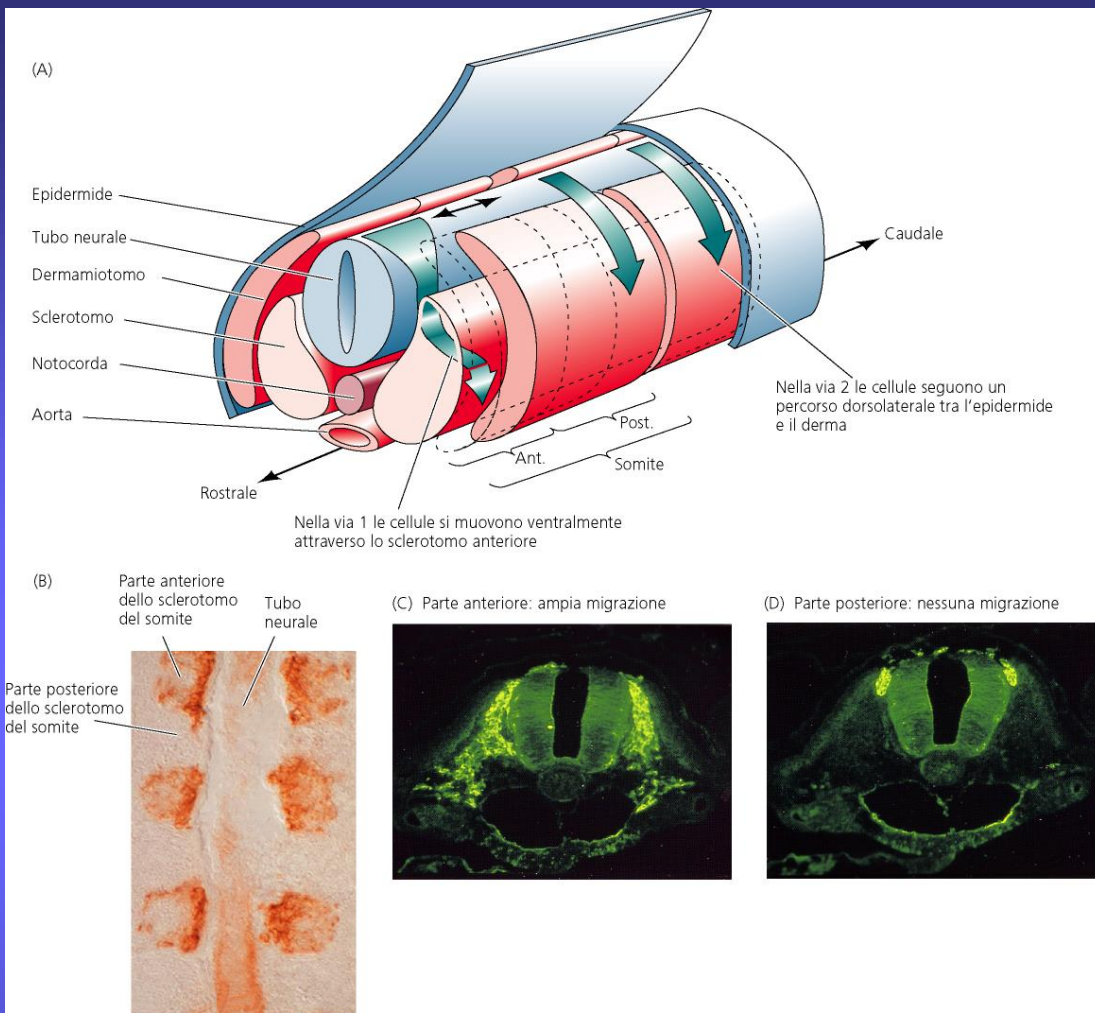 (A)
Epidermide
Tubo neurale
Dermamiotomo
Sclerotomo
Notocorda
Aorta
Rostrale
Caudale
Nella via 2 le cellule seguono un
percorso dorsolaterale tra l'epidermide
e il derma
Post.
Ant.
Somite
Nella via 1 le cellule si muovono ventralmente
attraverso lo sclerotomo anteriore
(B)
Parte anteriore
dello sclerotomo
del somite
Tubo
neurale
Parte posteriore
dello sclerotomo
del somite
(C) Parte anteriore: ampia migrazione
(D) Parte posteriore: nessuna migrazione